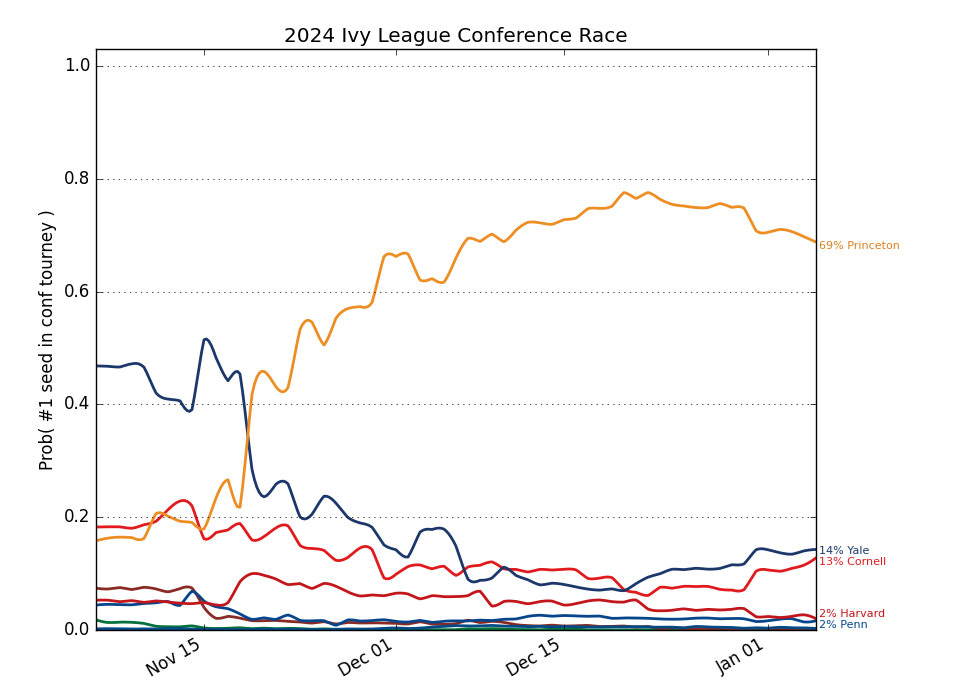 2024 Ivy League Conference Race
Prob( #1 seed in conf tourney )
1.0
0.8
0.6
0.4
0.2
0.0
69% Princeton
14% Yale
13% Cornell
2% Harvard
2% Penn
Nov 15
Dec 01
Dec 15
Jan 01